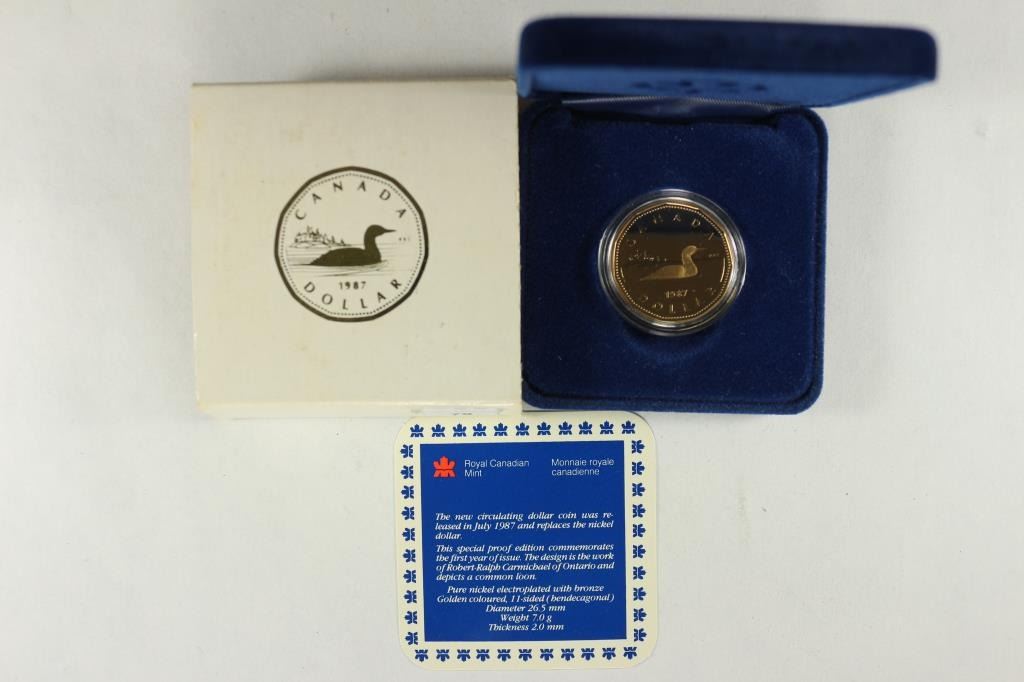 CANADA
1987
DOLLAR
CANADA
1987
DOLLAR
Royal Canadian
Mint
Monnaie royale
canadienne
The new circulating dollar coin was re-
leased in July 1987 and replaces the nickel
dollar.
This special proof edition commemorates
the first year of issue. The design is the work
of Robert-Ralph Carmichael of Ontario and
depicts a common loon.
Pure nickel electroplated with bronze
Golden coloured, 11-sided (hendecagonal)
Diameter 26.5 mm
Weight 7.0 g
Thickness 2.0 mm